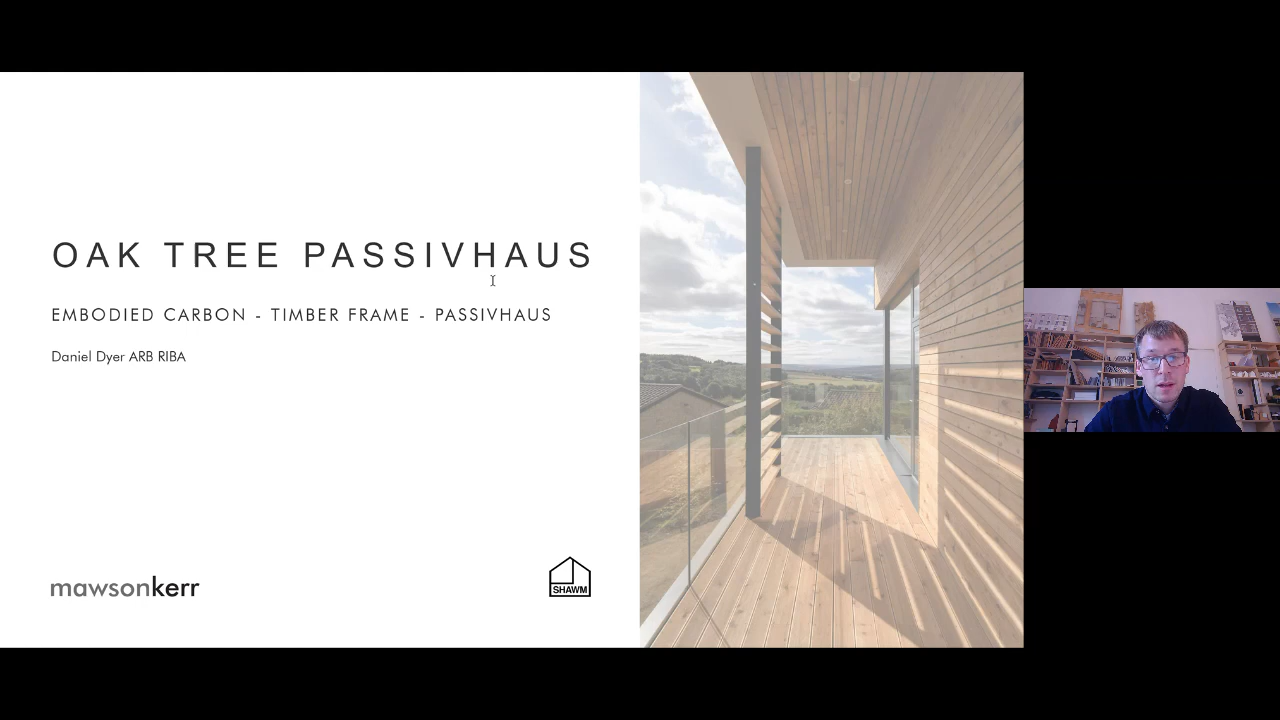 OAK TREE PASSIVHAUS
EMBODIED CARBON - TIMBER FRAME - PASSIVHAUS
Daniel Dyer ARB RIBA
mawsonkerr
SHAWM